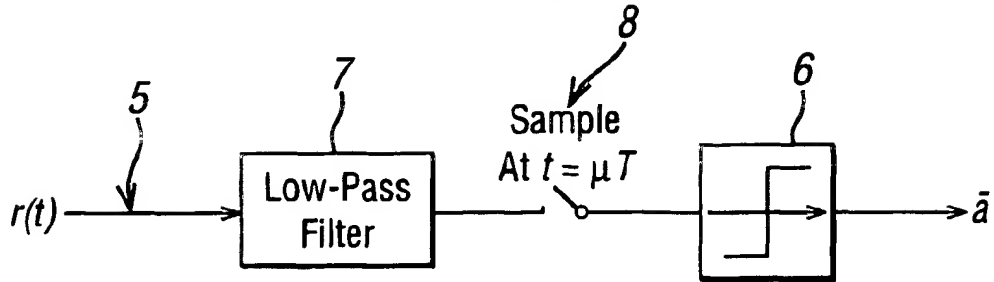 8
7
5
6
Sample
At t = μT
r(t)
Low-Pass
Filter
ā